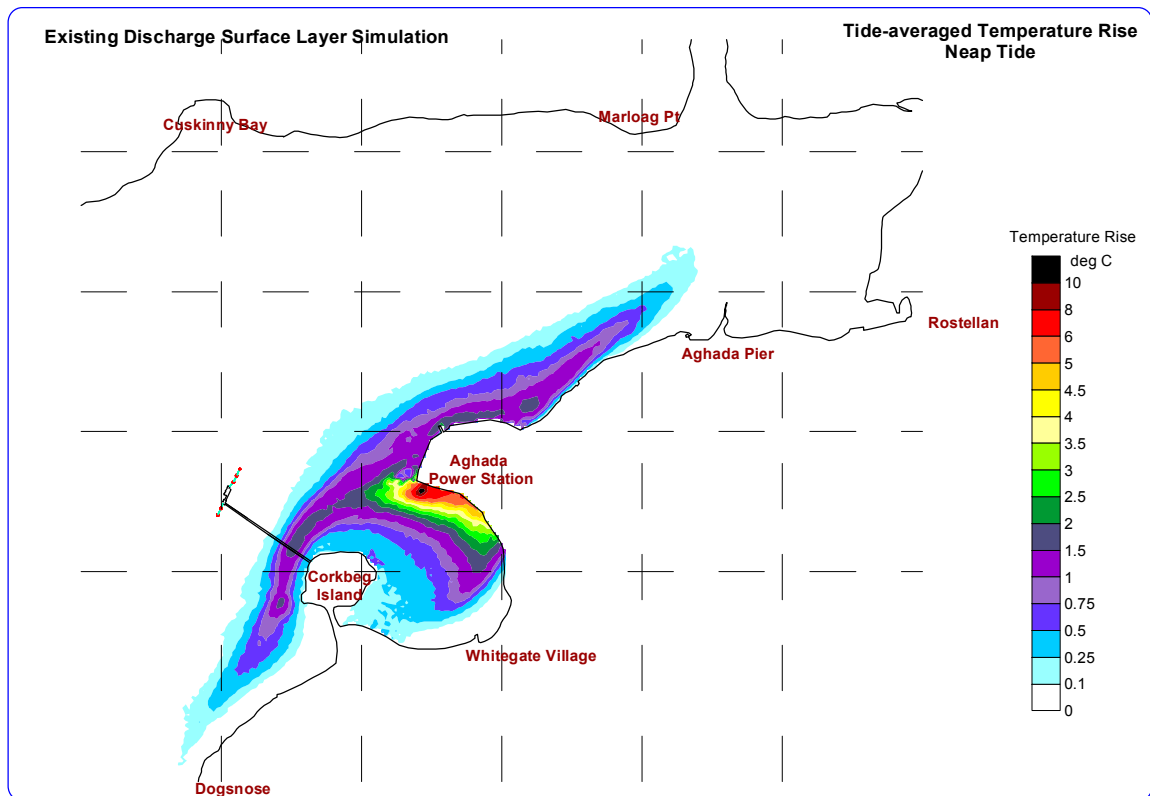 Existing Discharge Surface Layer Simulation
Tide-averaged Temperature Rise
Neap Tide
Cuskinny Bay
Marloag Pt
Temperature Rise
deg C
10
8
6
5
4.5
4
3.5
3
2.5
2
1.5
1
0.75
0.5
0.25
0.1
0
Rostellan
Aghada Pier
Aghada
Power Station
Corkbeg
Island
Whitegate Village
Dogsnose